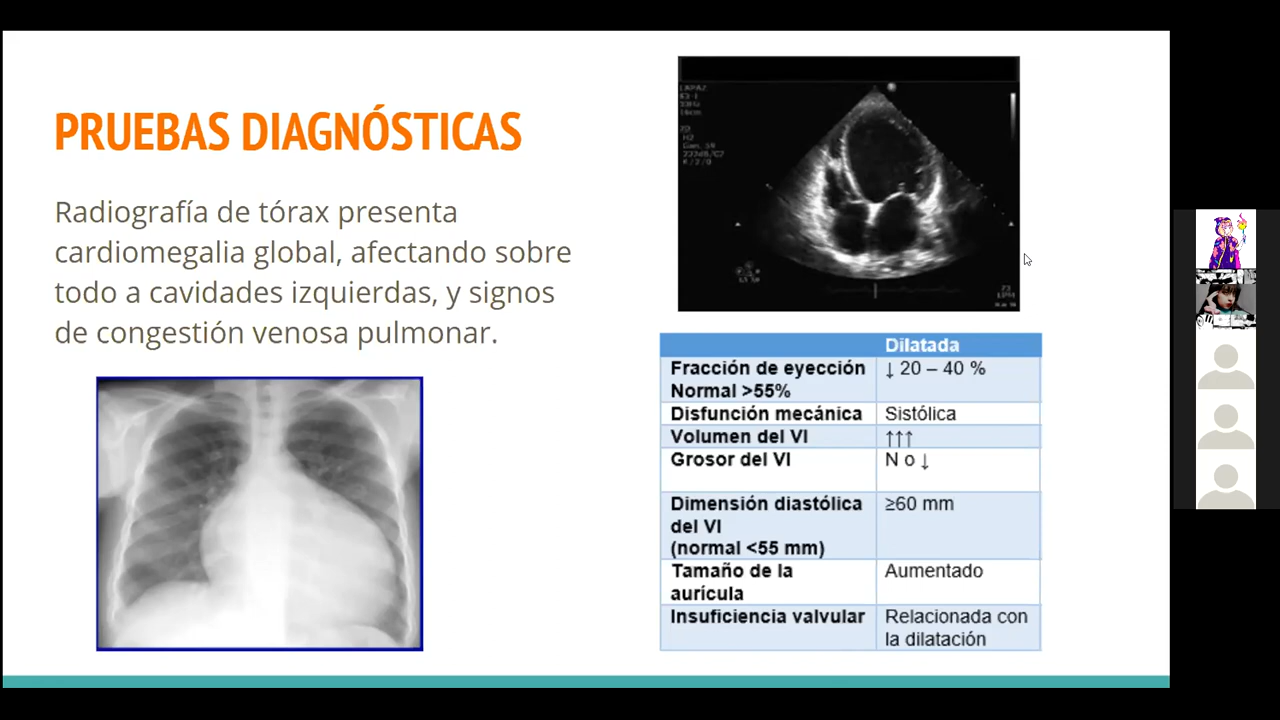 PRUEBAS DIAGNÓSTICAS
Radiografía de tórax presenta
cardiomegalia global, afectando sobre
todo a cavidades izquierdas, y signos
de congestión venosa pulmonar.
Dilatada
Fracción de eyección
Normal >55%
↓ 20 – 40 %
Disfunción mecánica
Sistólica
Volumen del VI
↑↑↑
Grosor del VI
N o ↓
Dimensión diastólica
del VI
(normal <55 mm)
≥60 mm
Tamaño de la
aurícula
Aumentado
Insuficiencia valvular
Relacionada con
la dilatación